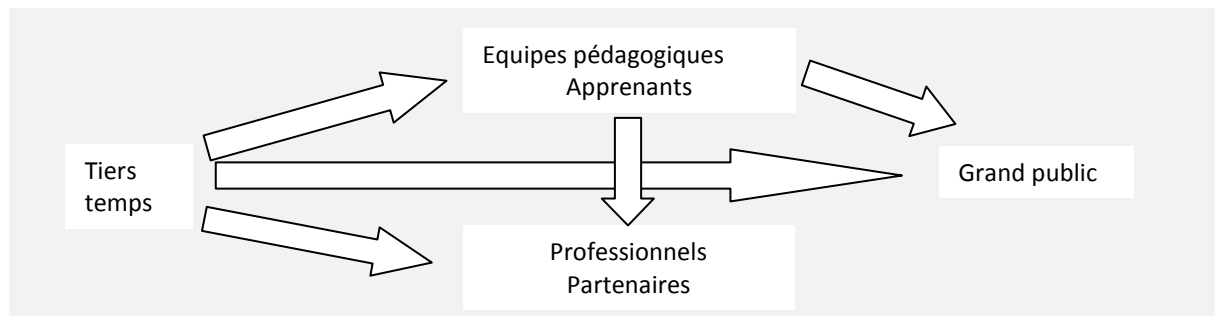 Equipes pédagogiques
Apprenants
Tiers
temps
Grand public
Professionnels
Partenaires